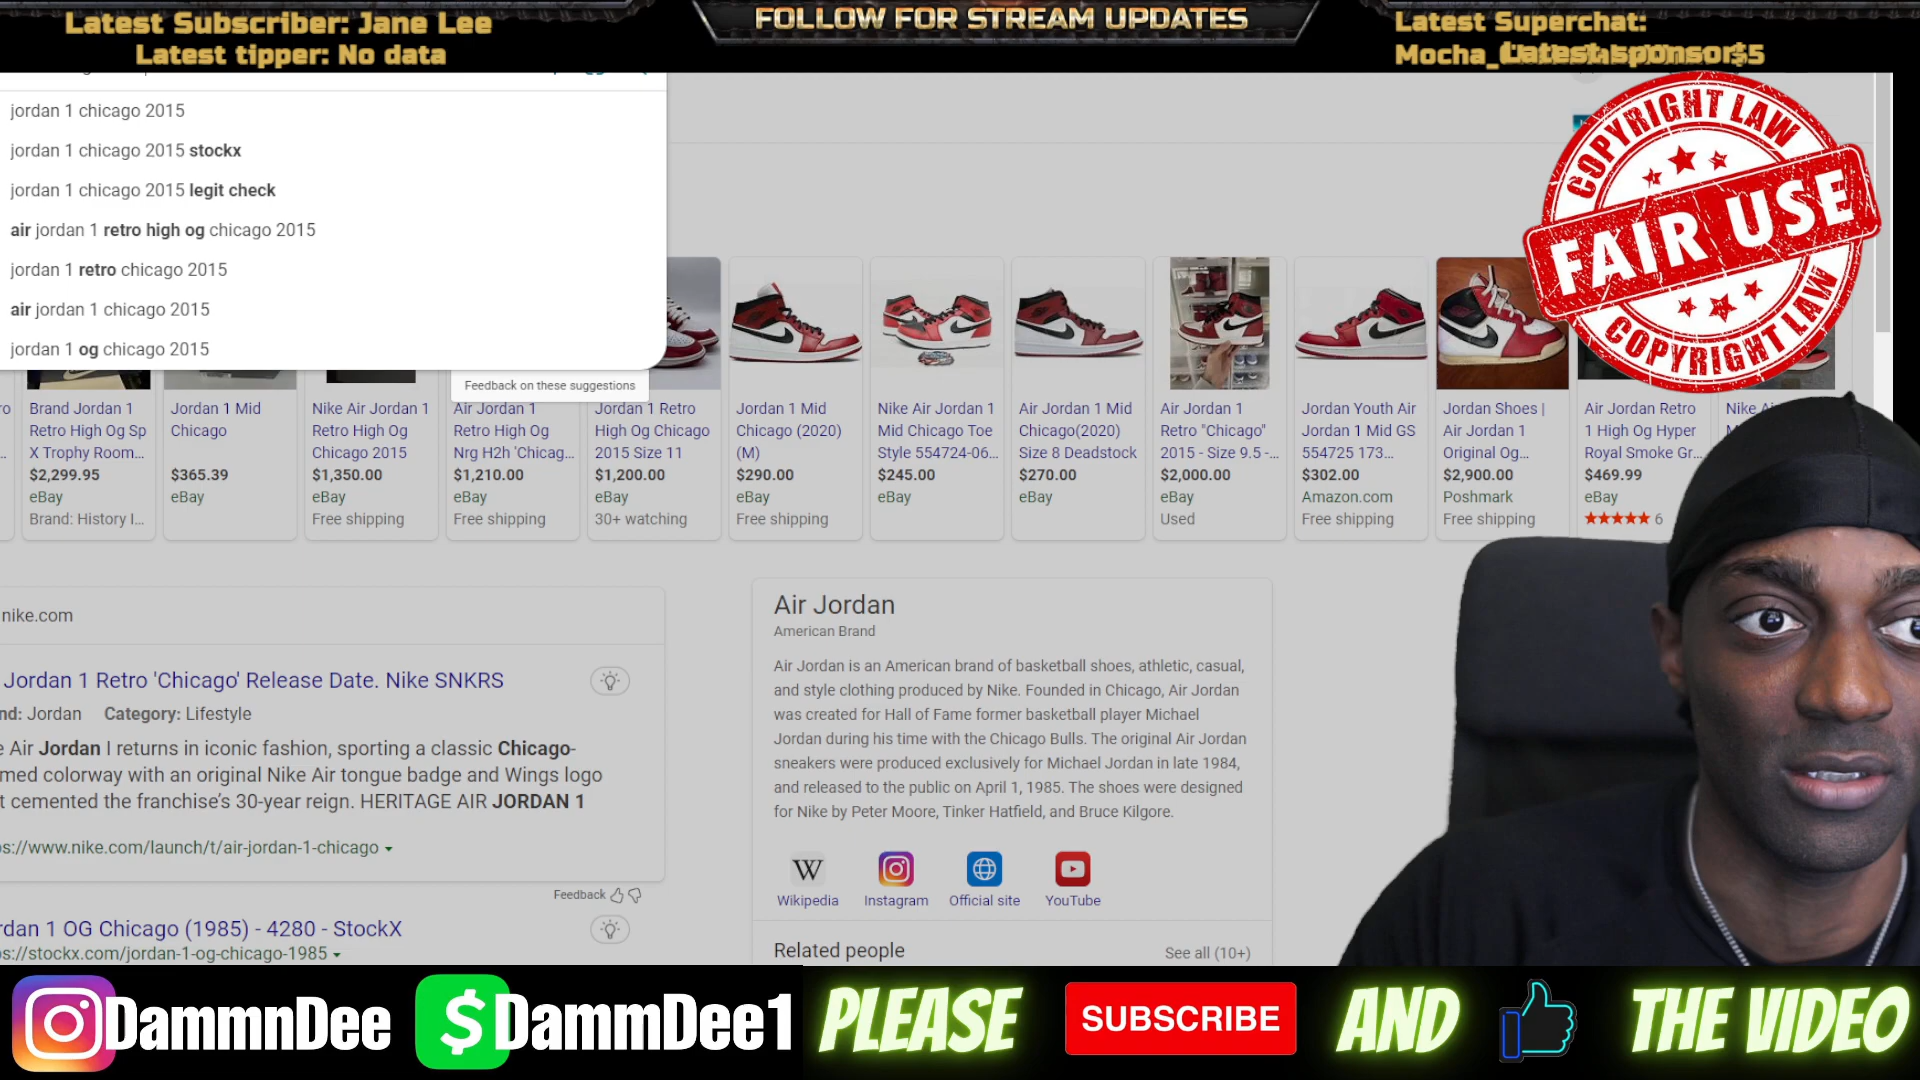 Latest Subscriber: Jane Lee
Latest tipper: No data
FOLLOW FOR STREAM UPDATES
Latest Superchat:
Latest sponsor:
$5
COPYRIGHT LAW
FAIR USE
COPYRIGHT LAW
jordan 1 chicago 2015
jordan 1 chicago 2015 stockx
jordan 1 chicago 2015 legit check
air jordan 1 retro high og chicago 2015
jordan 1 retro chicago 2015
air jordan 1 chicago 2015
jordan 1 og chicago 2015
Feedback on these suggestions
Brand Jordan 1
Retro High Og Sp
X Trophy Room...
$2,299.95
eBay
Brand: History I...
Jordan 1 Mid
Chicago
$365.39
eBay
Nike Air Jordan 1
Retro High Og
Chicago 2015
$1,350.00
eBay
Free shipping
Air Jordan 1
Retro High Og
Nrg H2h 'Chicag...
$1,210.00
eBay
Free shipping
Jordan 1 Retro
High Og Chicago
2015 Size 11
$1,200.00
eBay
30+ watching
Jordan 1 Mid
Chicago (2020)
(M)
$290.00
eBay
Free shipping
Nike Air Jordan 1
Mid Chicago Toe
Style 554724-06...
$245.00
eBay
Air Jordan 1 Mid
Chicago(2020)
Size 8 Deadstock
$270.00
eBay
Air Jordan 1
Retro "Chicago"
2015 - Size 9.5 -...
$2,000.00
eBay
Used
Jordan Youth Air
Jordan 1 Mid GS
554725 173...
$302.00
Amazon.com
Free shipping
Jordan Shoes |
Air Jordan 1
Original Og...
$2,900.00
Poshmark
Free shipping
Air Jordan Retro
1 High Og Hyper
Royal Smoke Gr...
$469.99
eBay
6
Nike
nike.com
Jordan 1 Retro 'Chicago' Release Date. Nike SNKRS
nd: Jordan Category: Lifestyle
e Air Jordan I returns in iconic fashion, sporting a classic Chicago-
med colorway with an original Nike Air tongue badge and Wings logo
t cemented the franchise's 30-year reign. HERITAGE AIR JORDAN 1
ps://www.nike.com/launch/t/air-jordan-1-chicago
Feedback
rdan 1 OG Chicago (1985) - 4280 - StockX
ps://stockx.com/jordan-1-og-chicago-1985
Air Jordan
American Brand
Air Jordan is an American brand of basketball shoes, athletic, casual,
and style clothing produced by Nike. Founded in Chicago, Air Jordan
was created for Hall of Fame former basketball player Michael
Jordan during his time with the Chicago Bulls. The original Air Jordan
sneakers were produced exclusively for Michael Jordan in late 1984,
and released to the public on April 1, 1985. The shoes were designed
for Nike by Peter Moore, Tinker Hatfield, and Bruce Kilgore.
W
Wikipedia
Instagram
Official site
YouTube
Related people
See all (10+)
DammnDee
$ DammDee1
PLEASE
SUBSCRIBE
AND
THE VIDEO